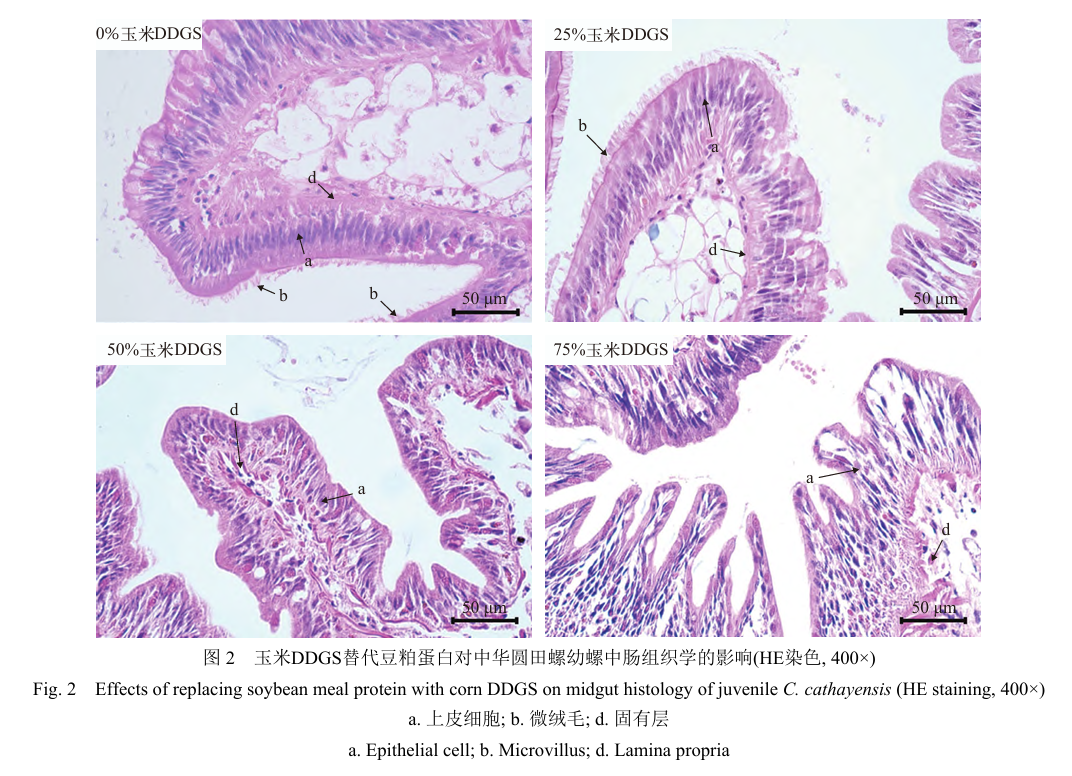 0%玉米DDGS
25%玉米DDGS
b
a
d
d
a
b
b
50 μm
50 μm
50%玉米DDGS
75%玉米DDGS
d
a
a
d
50 μm
50 μm
图 2 玉米DDGS替代豆粕蛋白对中华圆田螺幼螺中肠组织学的影响(HE染色, 400×)
Fig. 2 Effects of replacing soybean meal protein with corn DDGS on midgut histology of juvenile C. cathayensis (HE staining, 400×)
a. 上皮细胞; b. 微绒毛; d. 固有层
a. Epithelial cell; b. Microvillus; d. Lamina propria